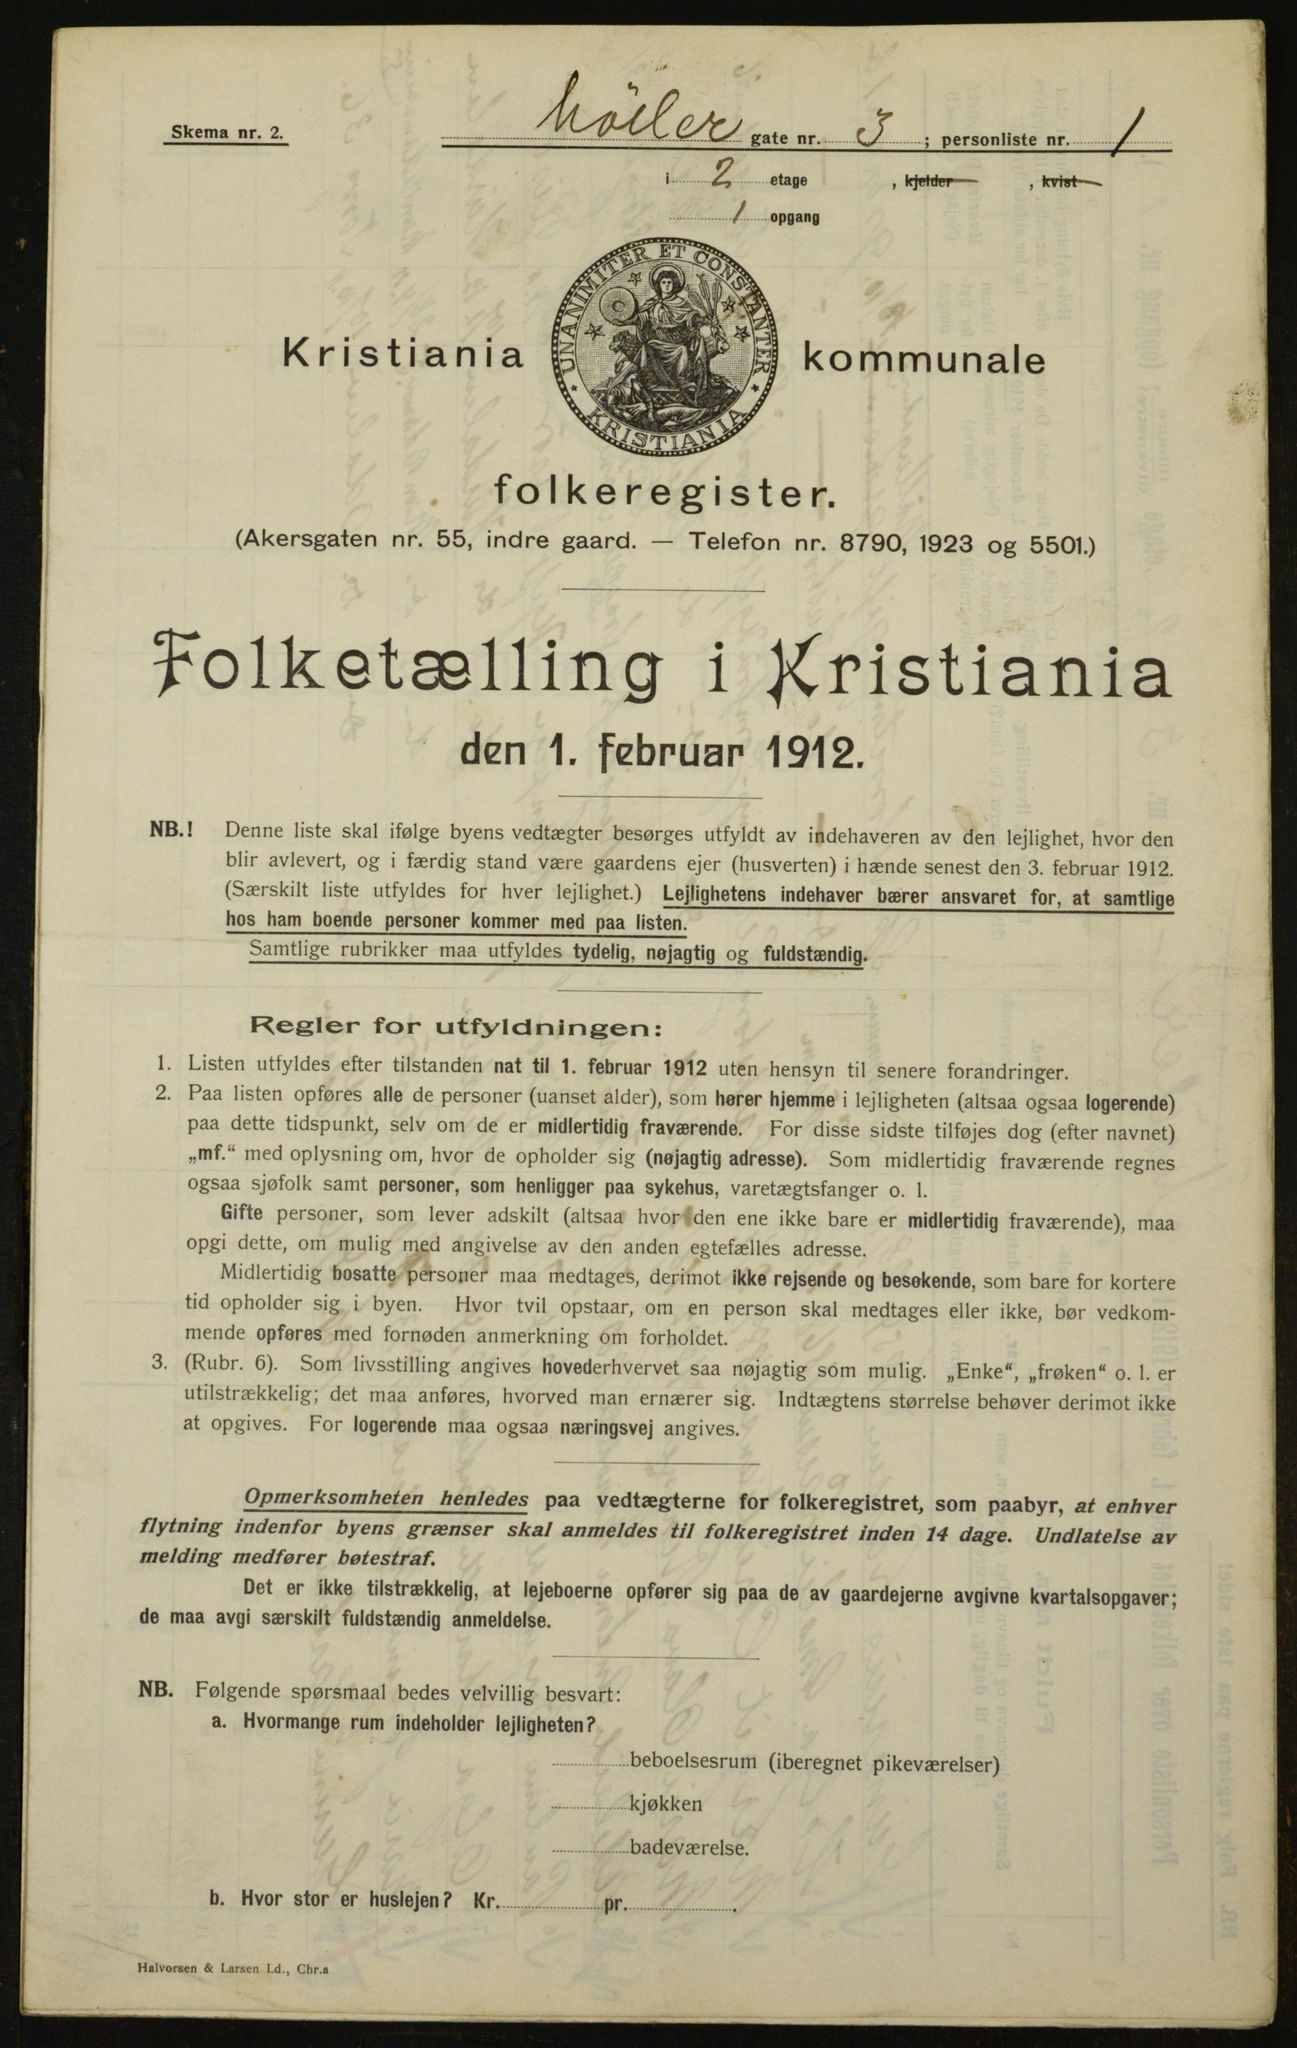 Skema nr. 2.
Möller gate nr. 3 ; personliste nr. 1
i 2 etage , kjelder , kvist
1 opgang
UNANIMITER ET CONSTANTER
KRISTIANIA
Kristiania kommunale
folkeregister.
(Akersgaten nr. 55, indre gaard. — Telefon nr. 8790, 1923 og 5501.)
Folketælling i Kristiania
den 1. februar 1912.
NB.! Denne liste skal ifølge byens vedtægter besørges utfyldt av indehaveren av den lejlighet, hvor den
blir avlevert, og i færdig stand være gaardens ejer (husverten) i hænde senest den 3. februar 1912.
(Særskilt liste utfyldes for hver lejlighet.) Lejlighetens indehaver bærer ansvaret for, at samtlige
hos ham boende personer kommer med paa listen.
Samtlige rubrikker maa utfyldes tydelig, nøjagtig og fuldstændig.
Regler for utfyldningen:
1. Listen utfyldes efter tilstanden nat til 1. februar 1912 uten hensyn til senere forandringer.
2. Paa listen opføres alle de personer (uanset alder), som hører hjemme i lejligheten (altsaa ogsaa logerende)
paa dette tidspunkt, selv om de er midlertidig fraværende. For disse sidste tilføjes dog (efter navnet)
„mf.“ med oplysning om, hvor de opholder sig (nøjagtig adresse). Som midlertidig fraværende regnes
ogsaa sjøfolk samt personer, som henligger paa sykehus, varetægtsfanger o. l.
Gifte personer, som lever adskilt (altsaa hvor den ene ikke bare er midlertidig fraværende), maa
opgi dette, om mulig med angivelse av den anden egtefælles adresse.
Midlertidig bosatte personer maa medtages, derimot ikke rejsende og besøkende, som bare for kortere
tid opholder sig i byen. Hvor tvil opstaar, om en person skal medtages eller ikke, bør vedkom-
mende opføres med fornøden anmerkning om forholdet.
3. (Rubr. 6). Som livsstilling angives hovederhvervet saa nøjagtig som mulig. „Enke“, „frøken“ o. l. er
utilstrækkelig; det maa anføres, hvorved man ernærer sig. Indtægtens størrelse behøver derimot ikke
at opgives. For logerende maa ogsaa næringsvej angives.
Opmerksomheten henledes paa vedtægterne for folkeregistret, som paabyr, at enhver
flytning indenfor byens grænser skal anmeldes til folkeregistret inden 14 dage. Undlatelse av
melding medfører bøtestraf.
Det er ikke tilstrækkelig, at lejeboerne opfører sig paa de av gaardejerne avgivne kvartalsopgaver;
de maa avgi særskilt fuldstændig anmeldelse.
NB. Følgende spørsmaal bedes velvillig besvart:
a. Hvormange rum indeholder lejligheten?
beboelsesrum (iberegnet pikeværelser)
kjøkken
badeværelse.
b. Hvor stor er huslejen? Kr. pr. .
Halvorsen & Larsen Ld., Chr.a